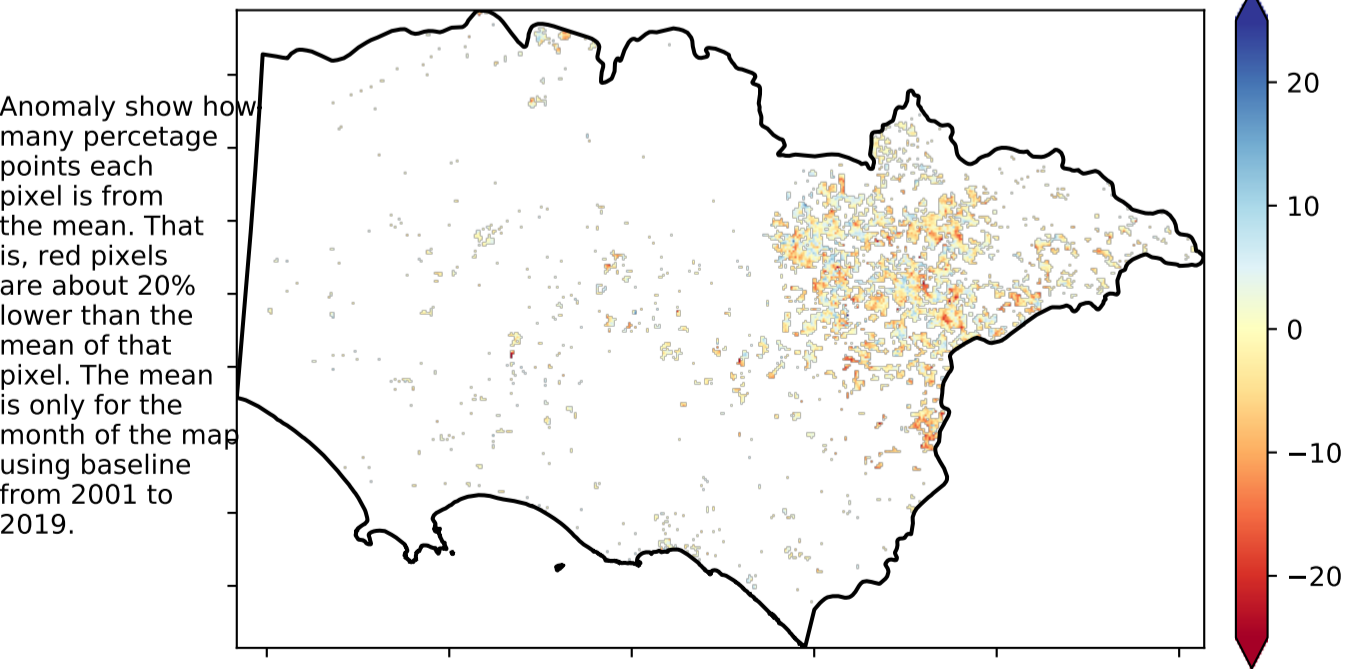 Anomaly show how
many percetage
points each
pixel is from
the mean. That
is, red pixels
are about 20%
lower than the
mean of that
pixel. The mean
is only for the
month of the map
using baseline
from 2001 to
2019.
20
10
0
−10
−20